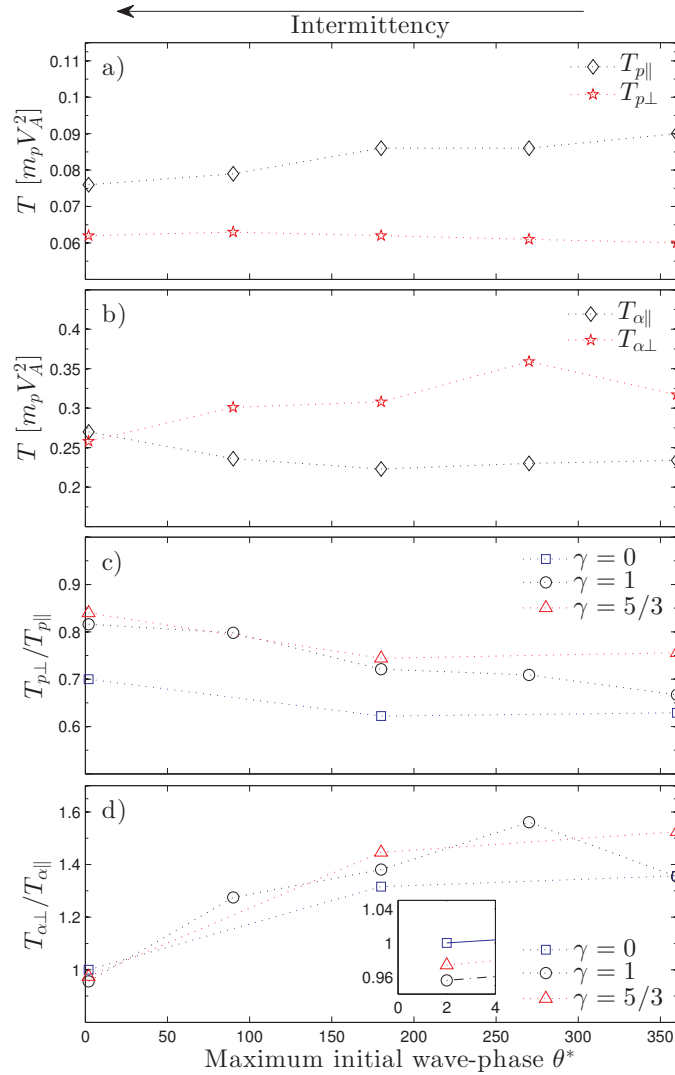 Intermittency
a)
T_{p∥}
T_{p⊥}
T [m_pV_A^2]
0.11
0.1
0.09
0.08
0.07
0.06
b)
T_{α∥}
T_{α⊥}
T [m_pV_A^2]
0.4
0.35
0.3
0.25
0.2
c)
γ = 0
γ = 1
γ = 5/3
T_{p⊥}/T_{p∥}
0.9
0.8
0.7
0.6
d)
T_{α⊥}/T_{α∥}
1.6
1.4
1.2
1
1.04
1
0.96
0 2 4
γ = 0
γ = 1
γ = 5/3
0 50 100 150 200 250 300 350
Maximum initial wave-phase θ*